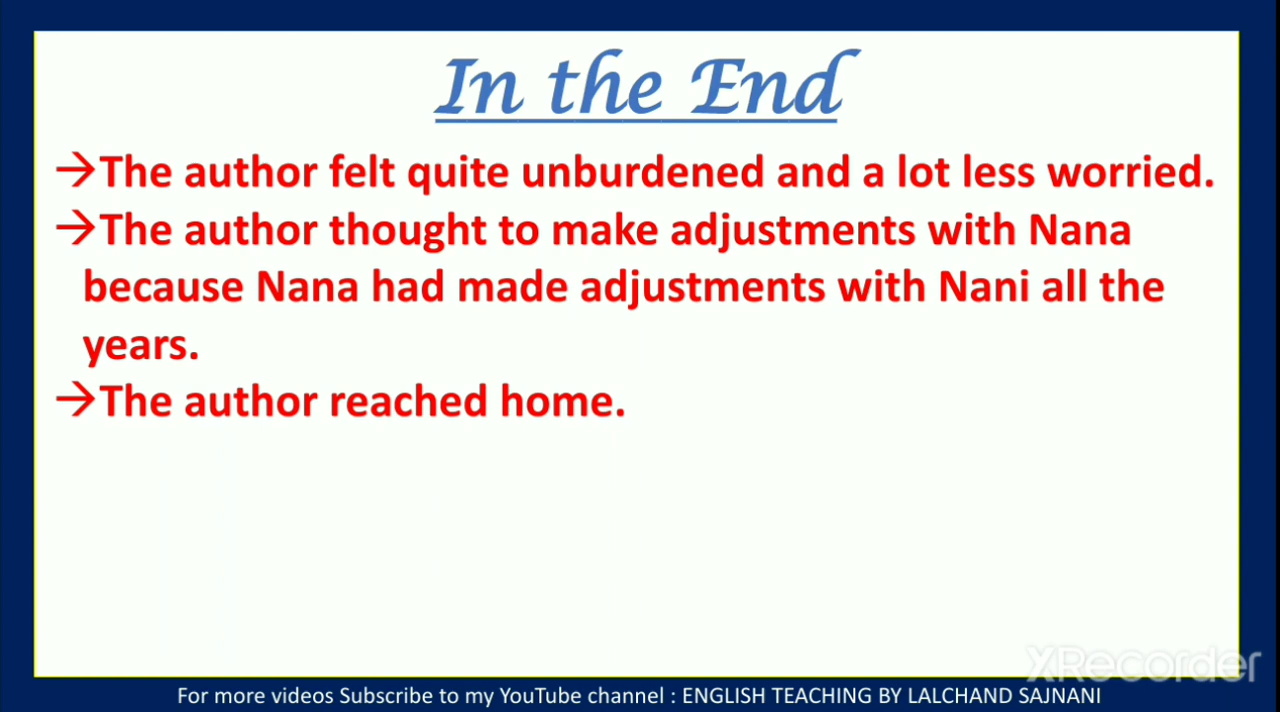 In the End
→The author felt quite unburdened and a lot less worried.
→The author thought to make adjustments with Nana
because Nana had made adjustments with Nani all the
years.
→The author reached home.
XRecorder
For more videos Subscribe to my YouTube channel : ENGLISH TEACHING BY LALCHAND SAJNANI